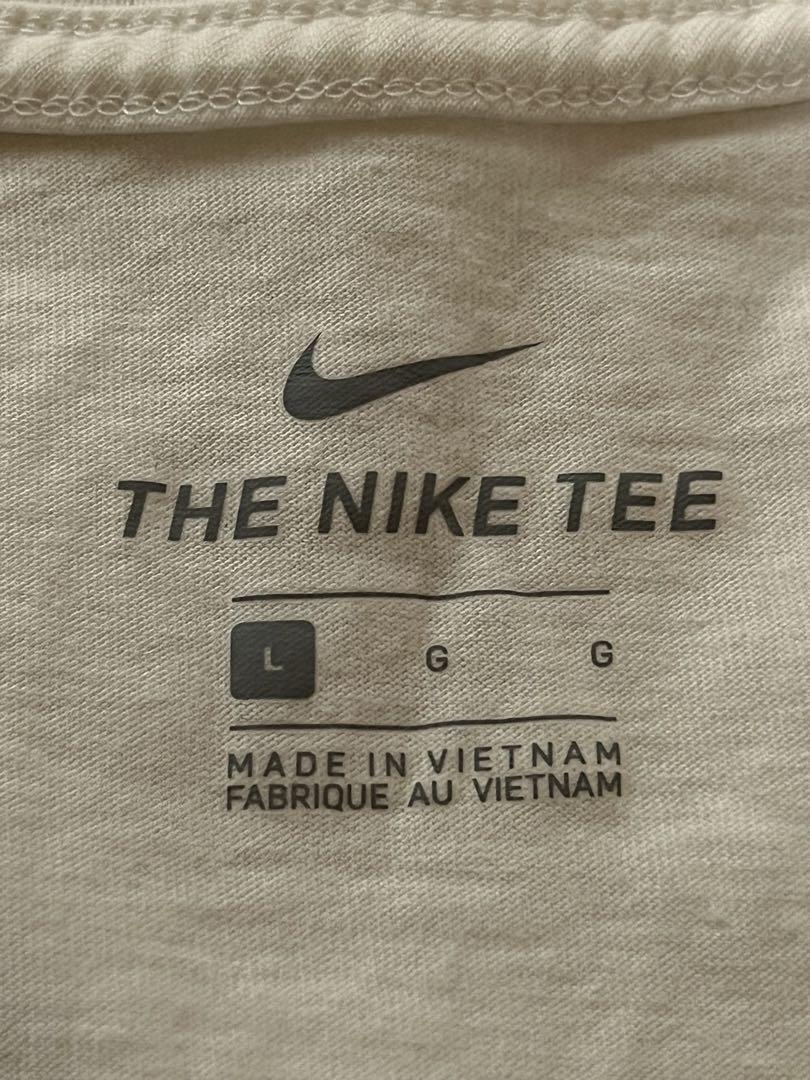 THE NIKE TEE
L G G
MADE IN VIETNAM
FABRIQUE AU VIETNAM